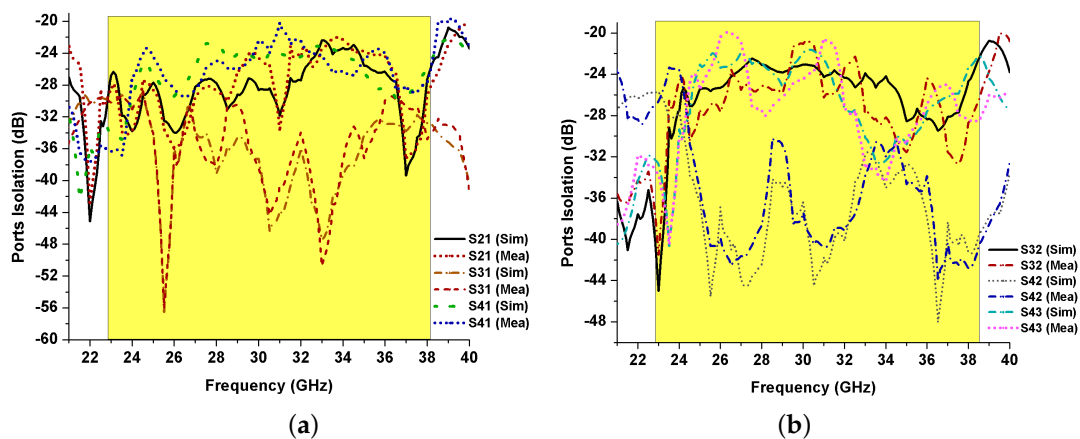 -20
-24
-28
-32
-36
-40
-44
-48
-52
-56
-60
Ports Isolation (dB)
22 24 26 28 30 32 34 36 38 40
Frequency (GHz)
S21 (Sim)
S21 (Mea)
S31 (Sim)
S31 (Mea)
S41 (Sim)
S41 (Mea)
(a)
-20
-24
-28
-32
-36
-40
-44
-48
Ports Isolation (dB)
22 24 26 28 30 32 34 36 38 40
Frequency (GHz)
S32 (Sim)
S32 (Mea)
S42 (Sim)
S42 (Mea)
S43 (Sim)
S43 (Mea)
(b)